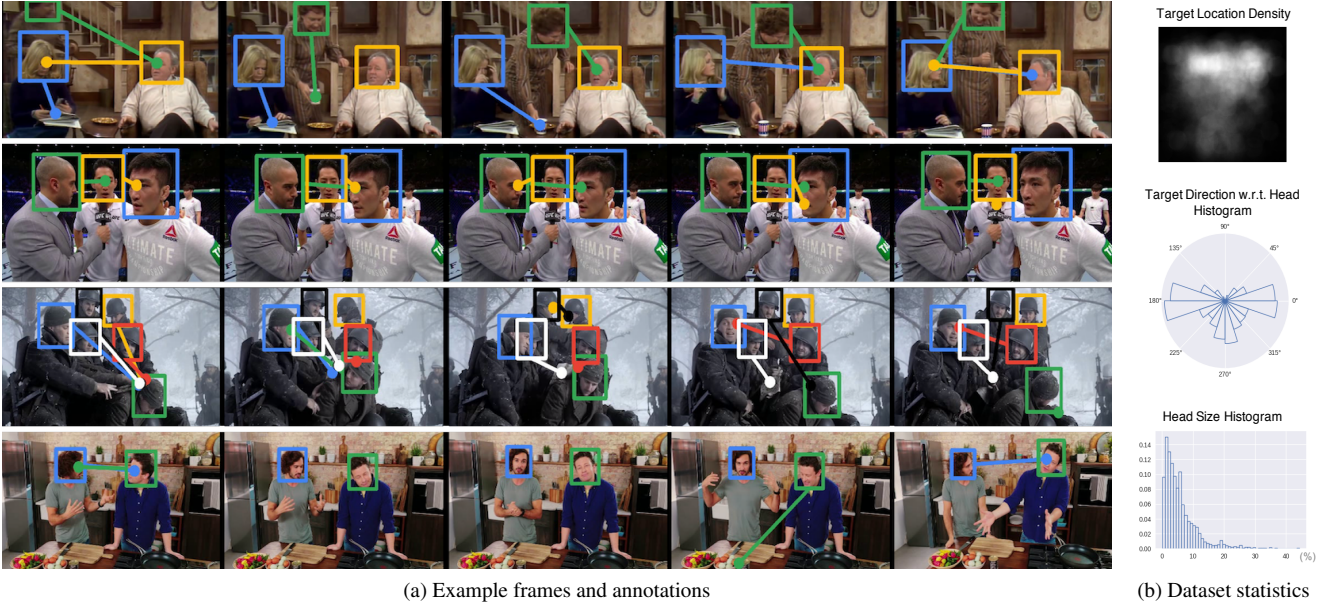 Target Location Density
Target Direction w.r.t. Head
Histogram
90°
135°
45°
180°
0°
225°
315°
270°
Head Size Histogram
0.14
0.12
0.10
0.08
0.06
0.04
0.02
0.00
0 10 20 30 40 (%)
Reebok
ULTIMATE
(a) Example frames and annotations
(b) Dataset statistics